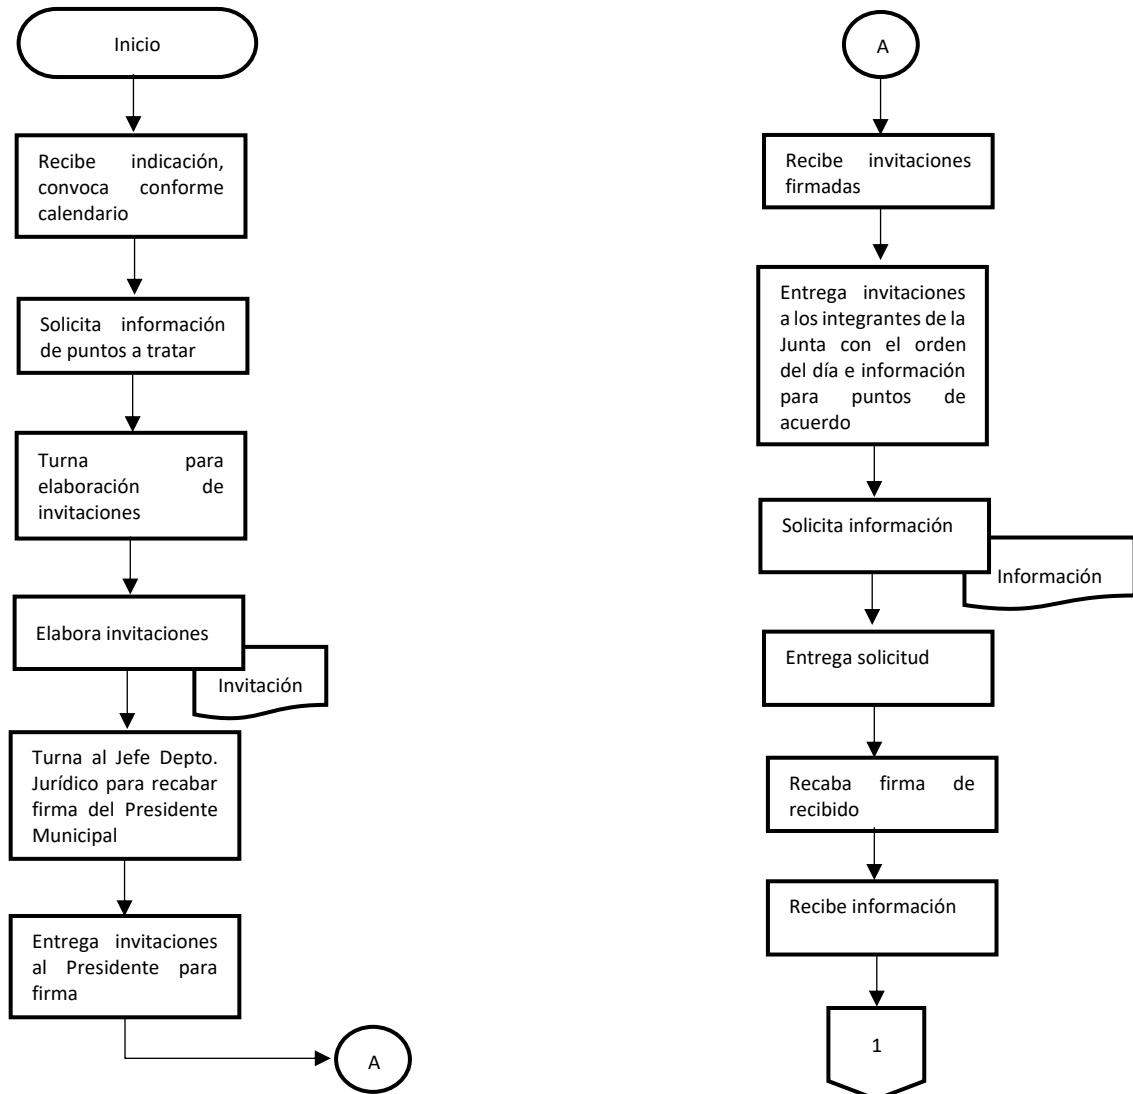 Inicio
Recibe indicación,
convoca conforme
calendario
Solicita información
de puntos a tratar
Turna para
elaboración de
invitaciones
Elabora invitaciones
Invitación
Turna al Jefe Depto.
Jurídico para recabar
firma del Presidente
Municipal
Entrega invitaciones
al Presidente para
firma
A
A
Recibe invitaciones
firmadas
Entrega invitaciones
a los integrantes de la
Junta con el orden
del día e información
para puntos de
acuerdo
Solicita información
Información
Entrega solicitud
Recaba firma de
recibido
Recibe información
1